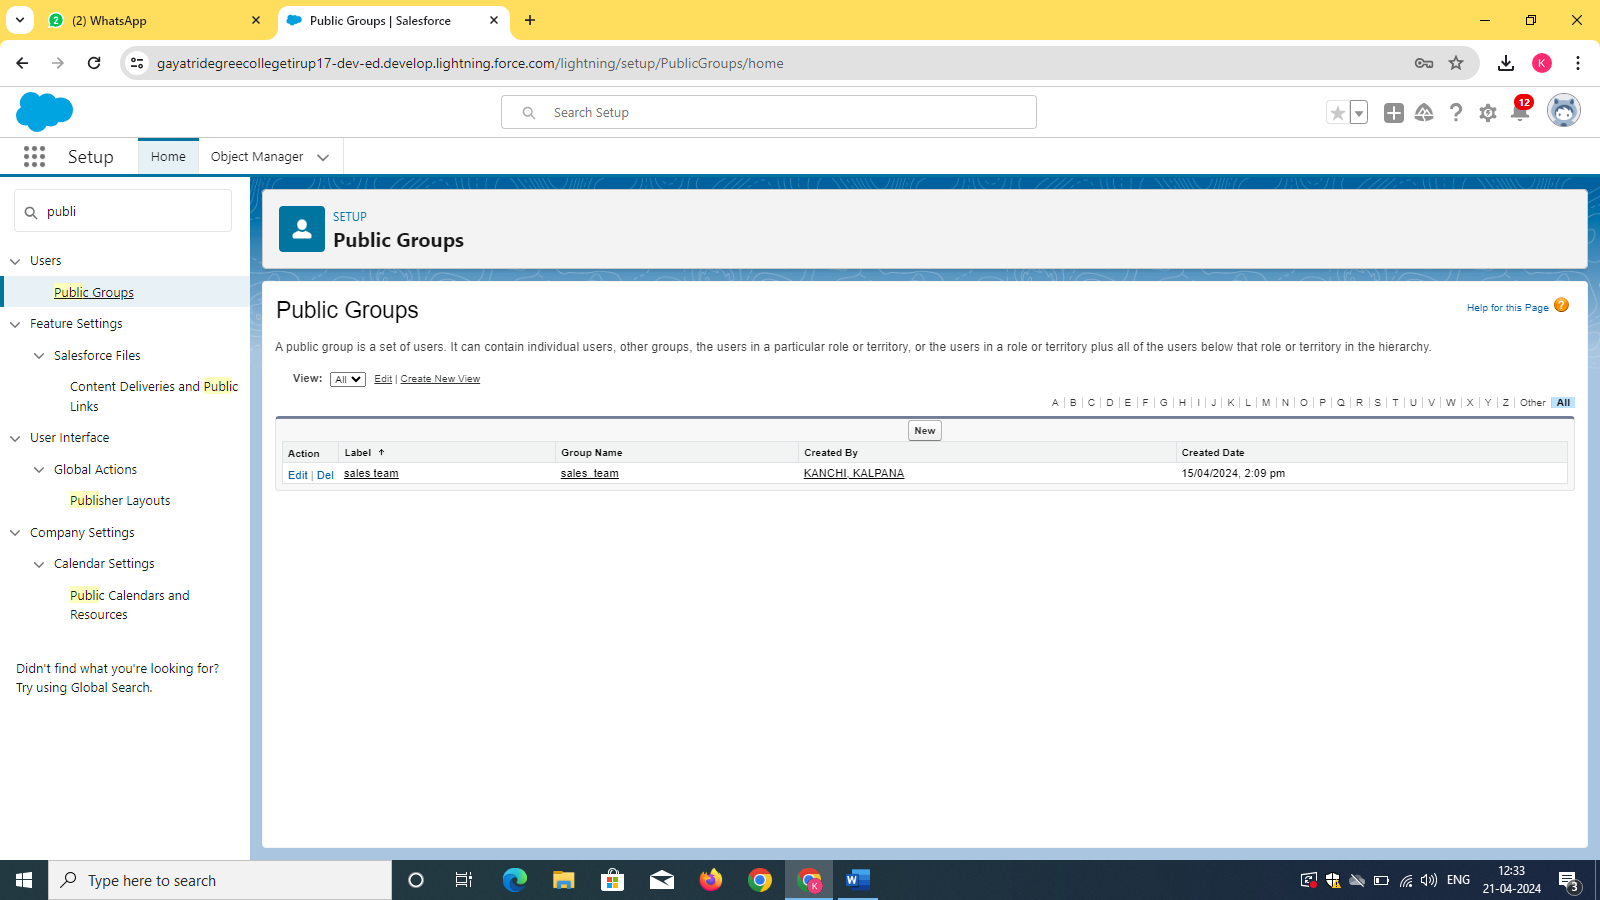 2
(2) WhatsApp
Public Groups | Salesforce
gayatridegreecollegetirup17-dev-ed.develop.lightning.force.com/lightning/setup/PublicGroups/home
K
Search Setup
12
Setup
Home
Object Manager
publi
Users
Public Groups
Feature Settings
Salesforce Files
Content Deliveries and Public
Links
User Interface
Global Actions
Publisher Layouts
Company Settings
Calendar Settings
Public Calendars and
Resources
Didn't find what you're looking for?
Try using Global Search.
SETUP
Public Groups
Public Groups
Help for this Page ?
A public group is a set of users. It can contain individual users, other groups, the users in a particular role or territory, or the users in a role or territory plus all of the users below that role or territory in the hierarchy.
View: All Edit | Create New View
A | B | C | D | E | F | G | H | I | J | K | L | M | N | O | P | Q | R | S | T | U | V | W | X | Y | Z | Other All
New
Action Label ↑ Group Name Created By Created Date
Edit | Del sales team sales_team KANCHI, KALPANA 15/04/2024, 2:09 pm
Type here to search
K
W
ENG
12:33
21-04-2024
3